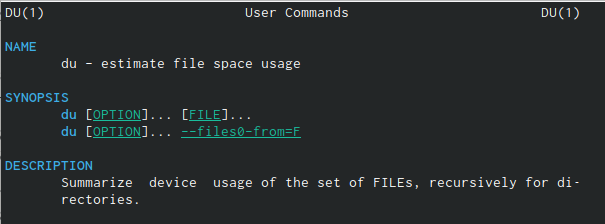 DU(1) User Commands DU(1)
NAME
du - estimate file space usage
SYNOPSIS
du [OPTION]... [FILE]...
du [OPTION]... --files0-from=F
DESCRIPTION
Summarize device usage of the set of FILEs, recursively for di-
rectories.